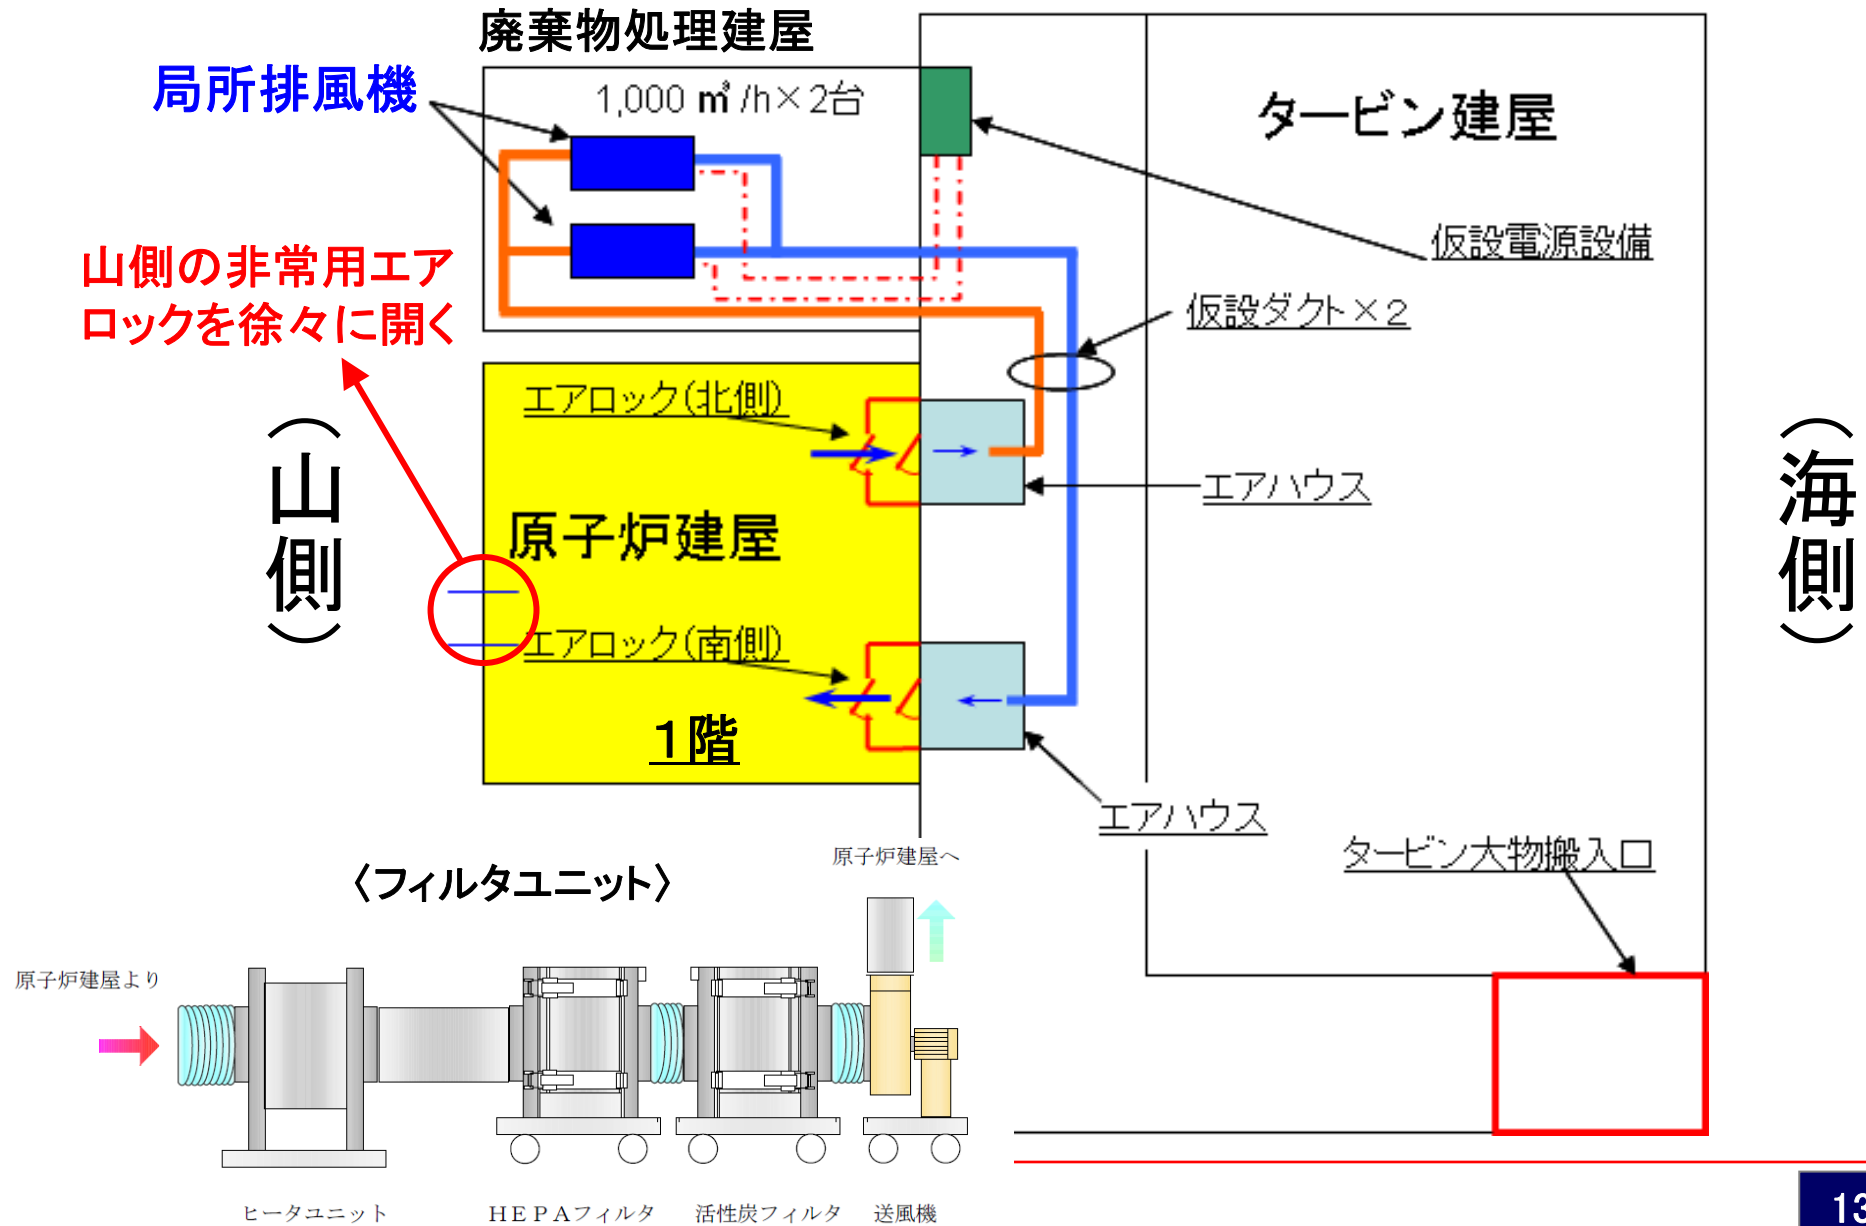 廃棄物処理建屋
局所排風機
1,000 ㎥/h×2台
タービン建屋
仮設電源設備
山側の非常用エア
ロックを徐々に開く
仮設ダクト×2
エアロック(北側)
(山側)
エアハウス
(海側)
原子炉建屋
エアロック(南側)
1階
エアハウス
タービン大物搬入口
原子炉建屋へ
〈フィルタユニット〉
原子炉建屋より
ヒータユニット
HEPAフィルタ
活性炭フィルタ
送風機
13